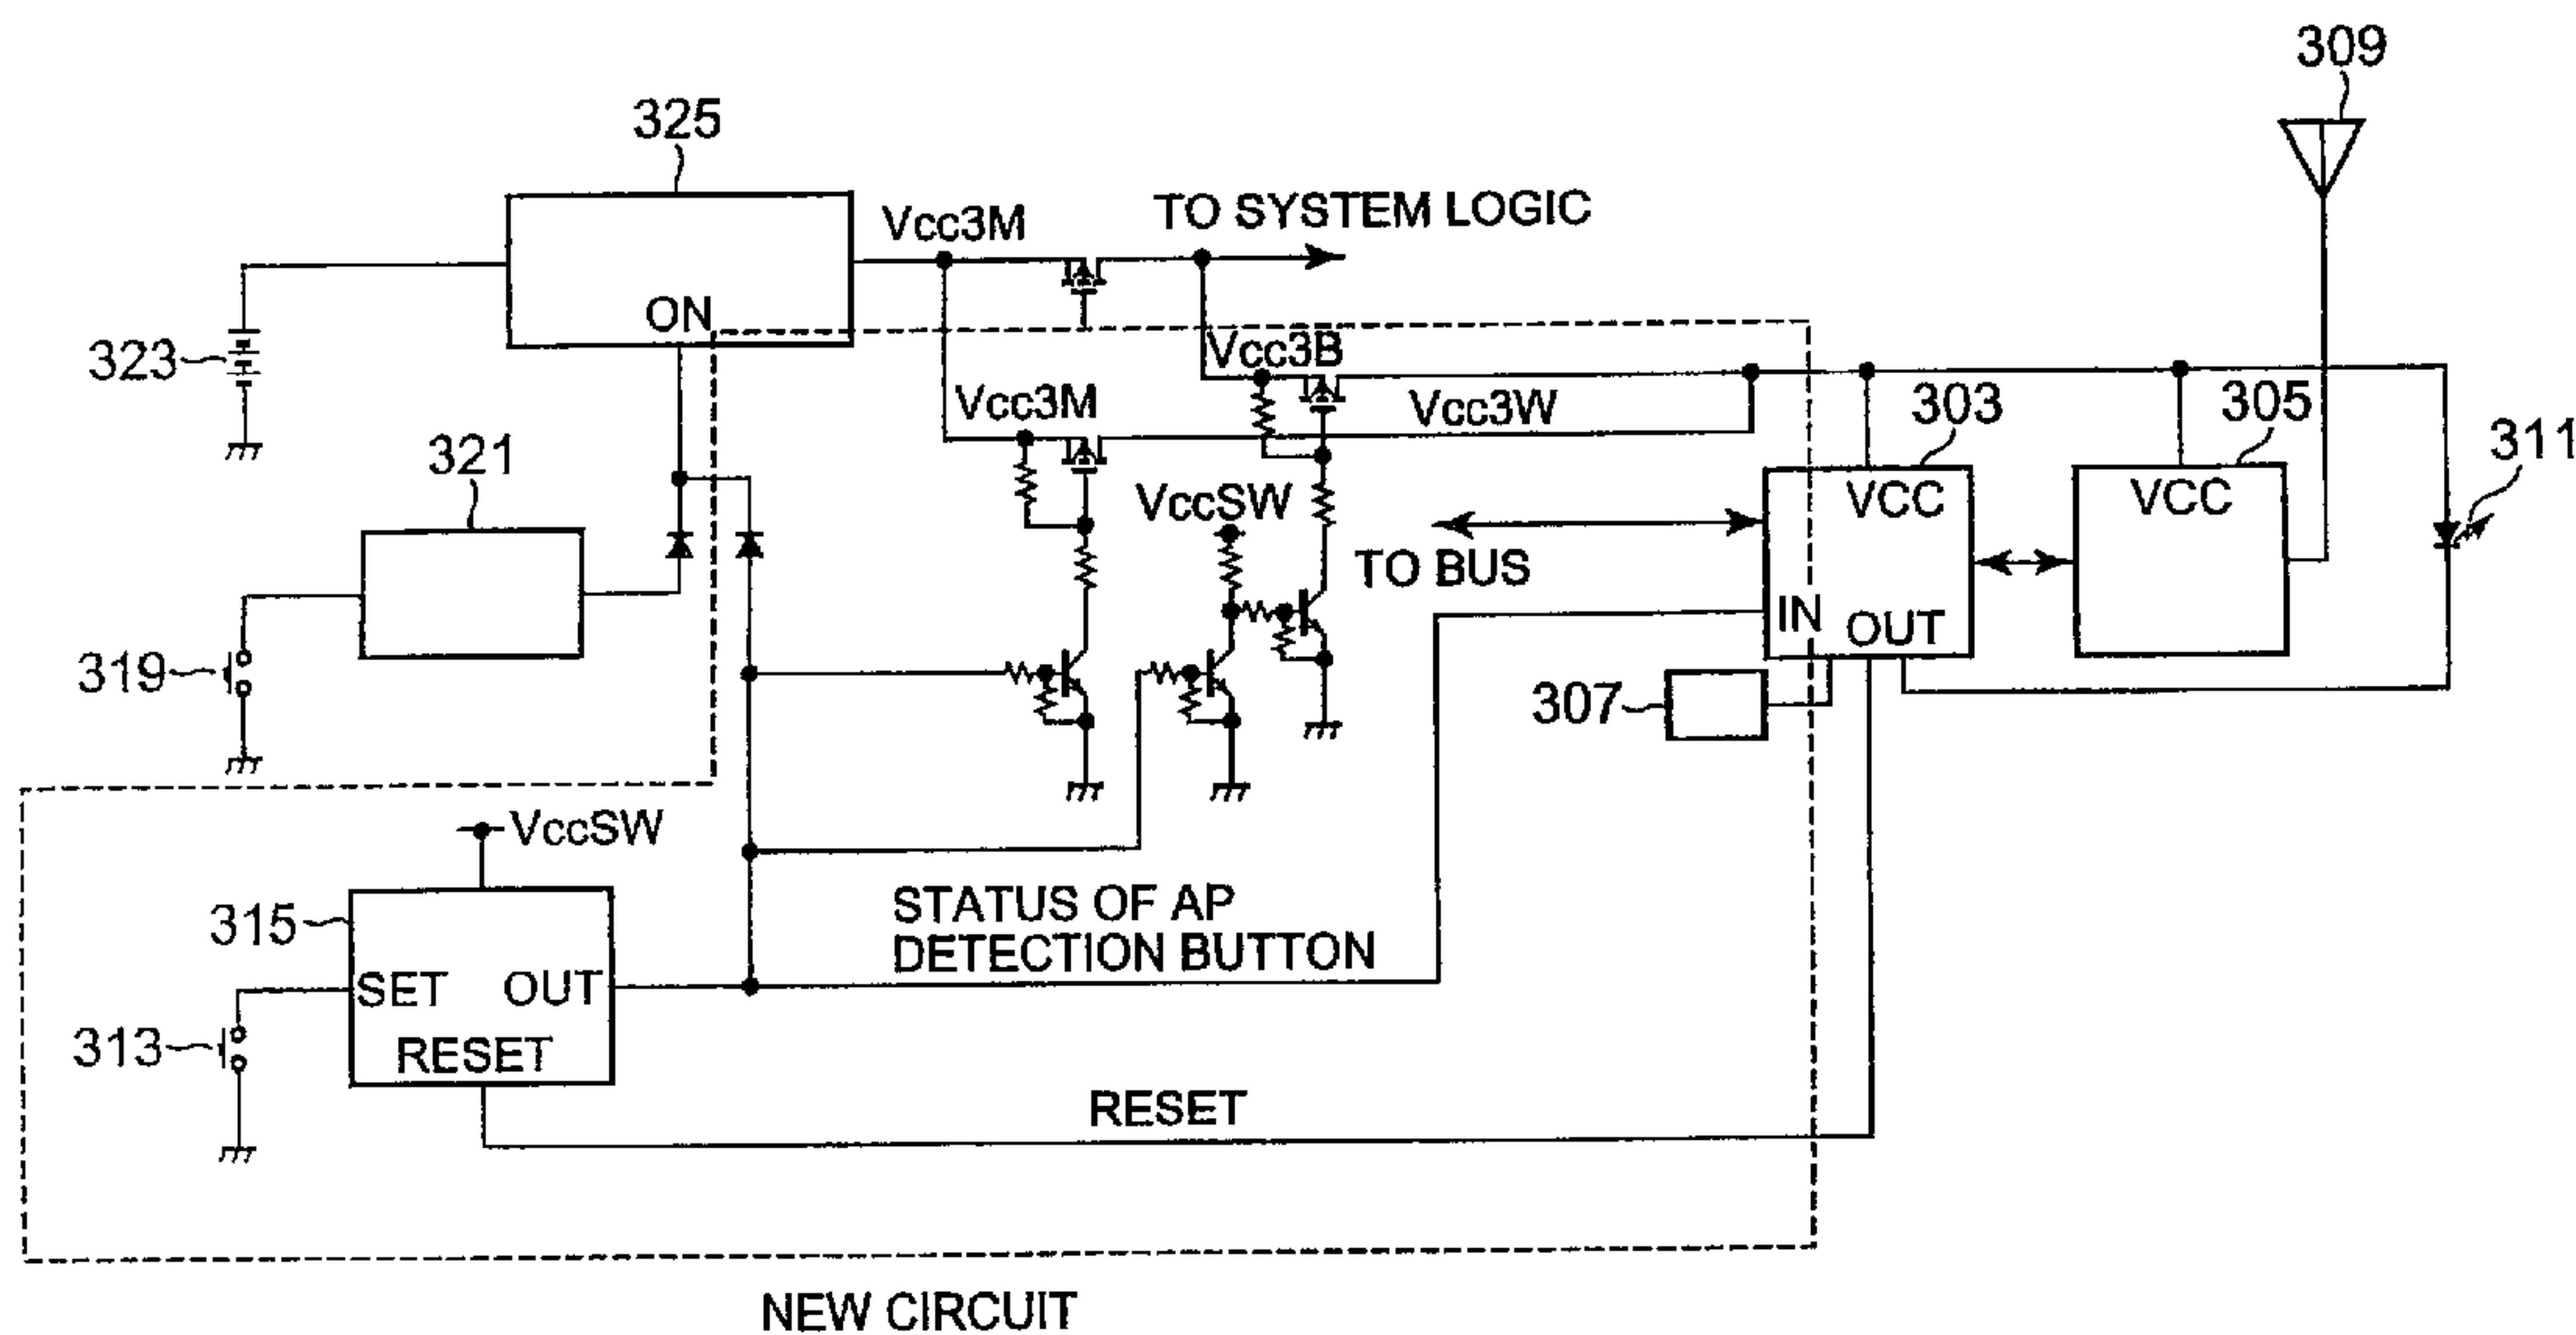 309
325
Vcc3M
TO SYSTEM LOGIC
ON
323
Vcc3B
Vcc3M
Vcc3W
303
305
311
321
VccSW
VCC
VCC
TO BUS
IN
OUT
319
307
VccSW
315
STATUS OF AP
DETECTION BUTTON
SET
OUT
313
RESET
RESET
NEW CIRCUIT